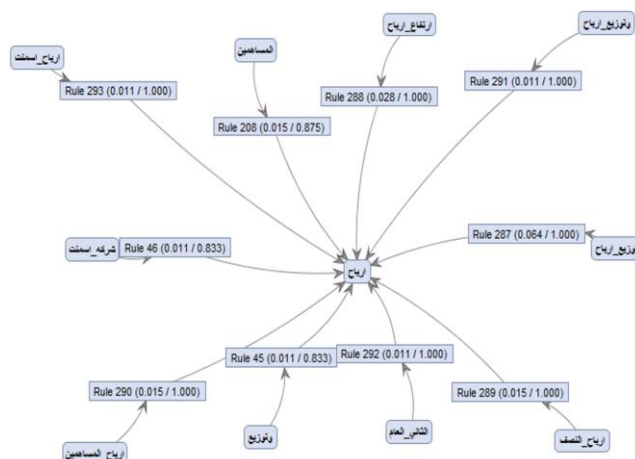 ارتفاع_ارباح
وتوزيع_ارباح
المساهمين
ارباح_اسمنت
Rule 293 (0.011 / 1.000)
Rule 288 (0.028 / 1.000)
Rule 291 (0.011 / 1.000)
Rule 208 (0.015 / 0.875)
Rule 287 (0.064 / 1.000)
شركه_اسمنت
Rule 46 (0.011 / 0.833)
توزيع_ارباح
ارباح
Rule 45 (0.011 / 0.833)
Rule 292 (0.011 / 1.000)
Rule 290 (0.015 / 1.000)
Rule 289 (0.015 / 1.000)
وتوزيع
الثاني_العام
ارباح_النصف
ارباح_المساهمين